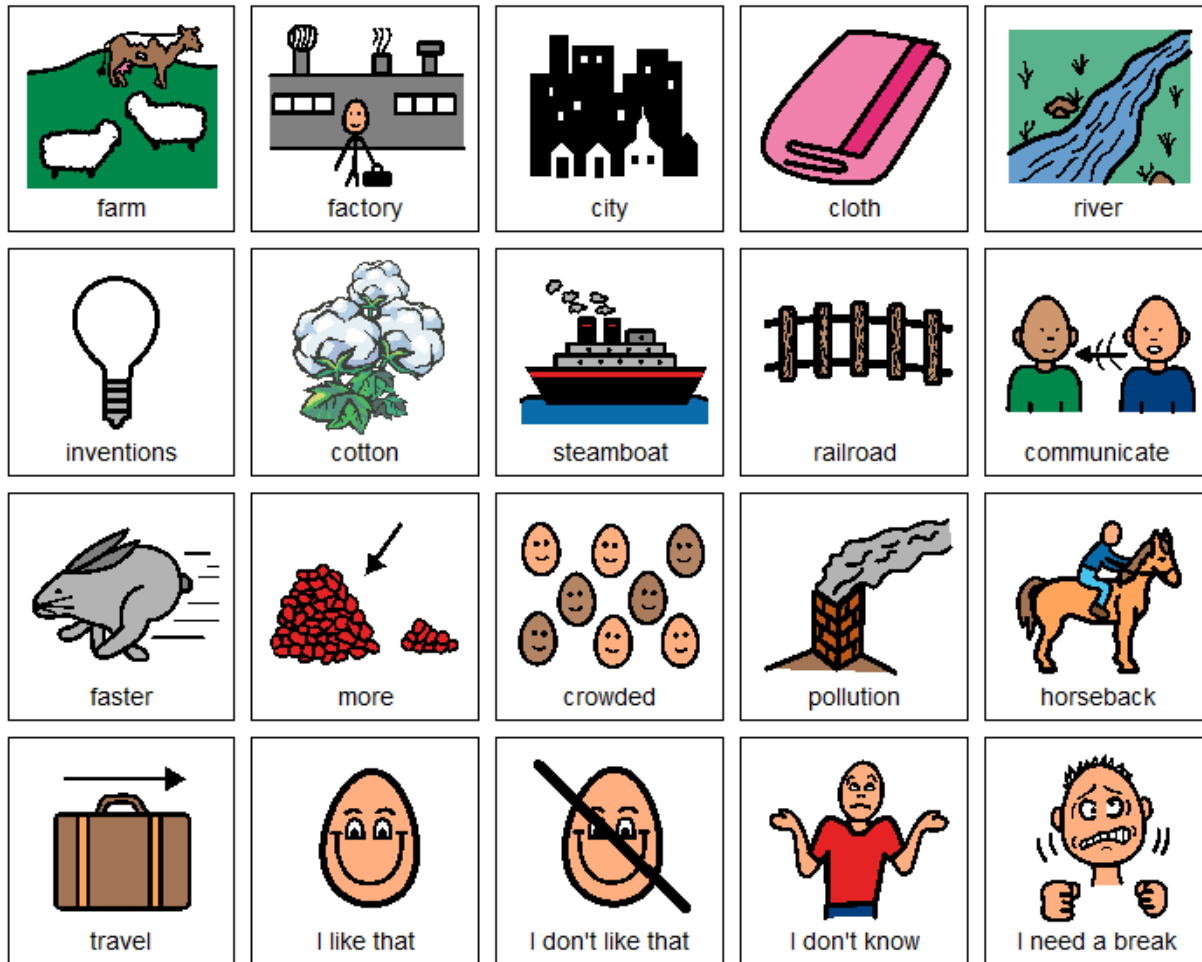 farm
factory
city
cloth
river
inventions
cotton
steamboat
railroad
communicate
faster
more
crowded
pollution
horseback
travel
I like that
I don't like that
I don't know
I need a break